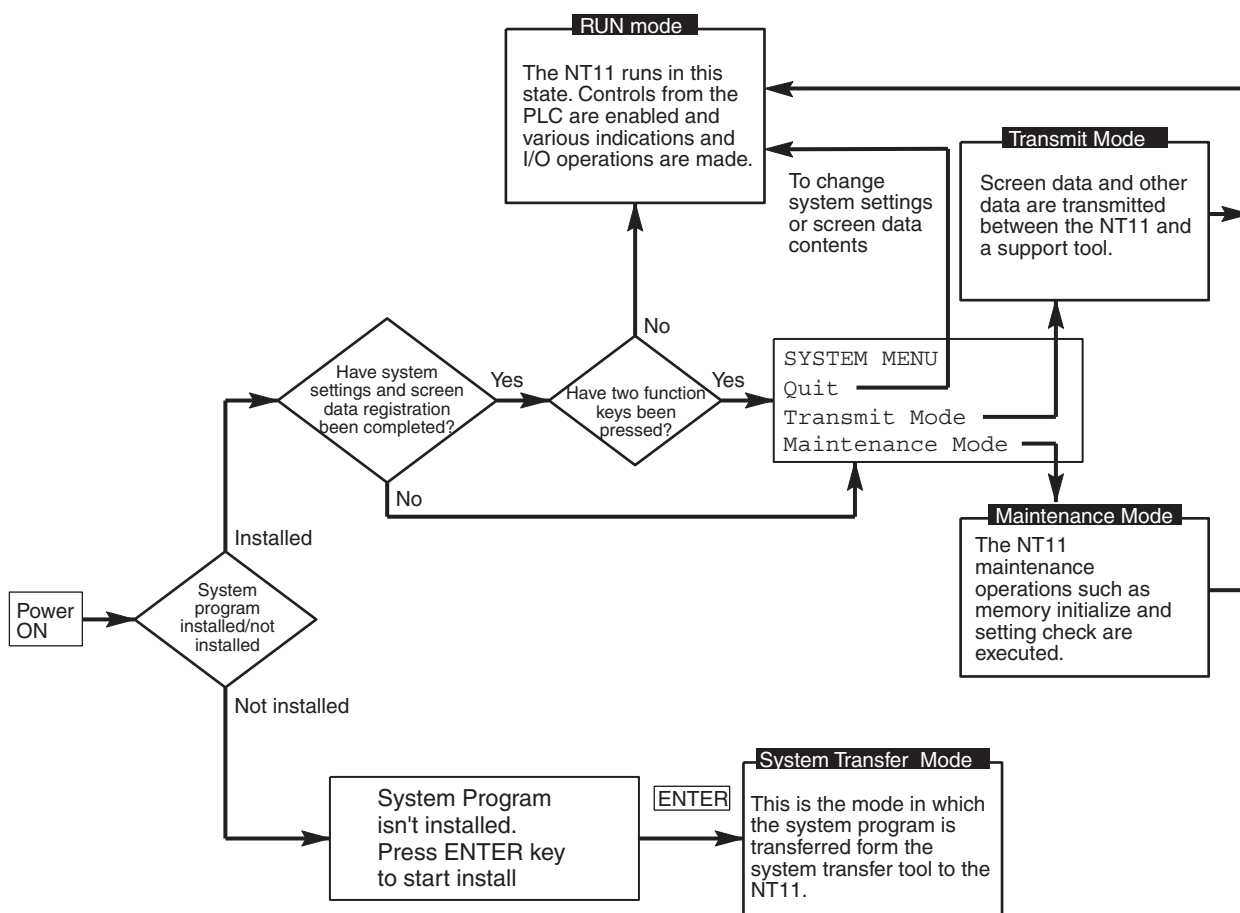 RUN mode
The NT11 runs in this
state. Controls from the
PLC are enabled and
various indications and
I/O operations are made.
Transmit Mode
Screen data and other
data are transmitted
between the NT11 and
a support tool.
To change
system settings
or screen data
contents
No
Have system
settings and screen
data registration
been completed?
Yes
Have two function
keys been
pressed?
Yes
SYSTEM MENU
Quit
Transmit Mode
Maintenance Mode
No
Installed
Maintenance Mode
The NT11
maintenance
operations such as
memory initialize and
setting check are
executed.
Power
ON
System
program
installed/not
installed
Not installed
System Program
isn't installed.
Press ENTER key
to start install
ENTER
System Transfer Mode
This is the mode in which
the system program is
transferred form the
system transfer tool to the
NT11.